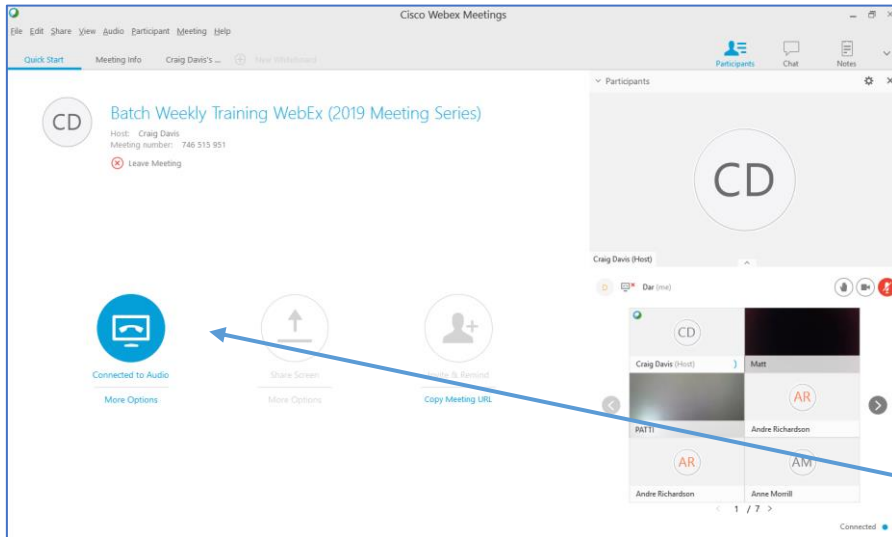 Cisco Webex Meetings
File Edit Share View Audio Participant Meeting Help
Quick Start Meeting Info Craig Davis's ... New Whiteboard
Participants Chat Notes
Participants
CD
Batch Weekly Training WebEx (2019 Meeting Series)
Host: Craig Davis
Meeting number: 746 515 951
Leave Meeting
CD
Craig Davis (Host)
D Dar (me)
CD
Craig Davis (Host) Matt
AR
PATTI Andre Richardson
AR AM
Andre Richardson Anne Morrill
1 / 7
Connected to Audio Share Screen Invite & Remind
More Options More Options Copy Meeting URL
Connected